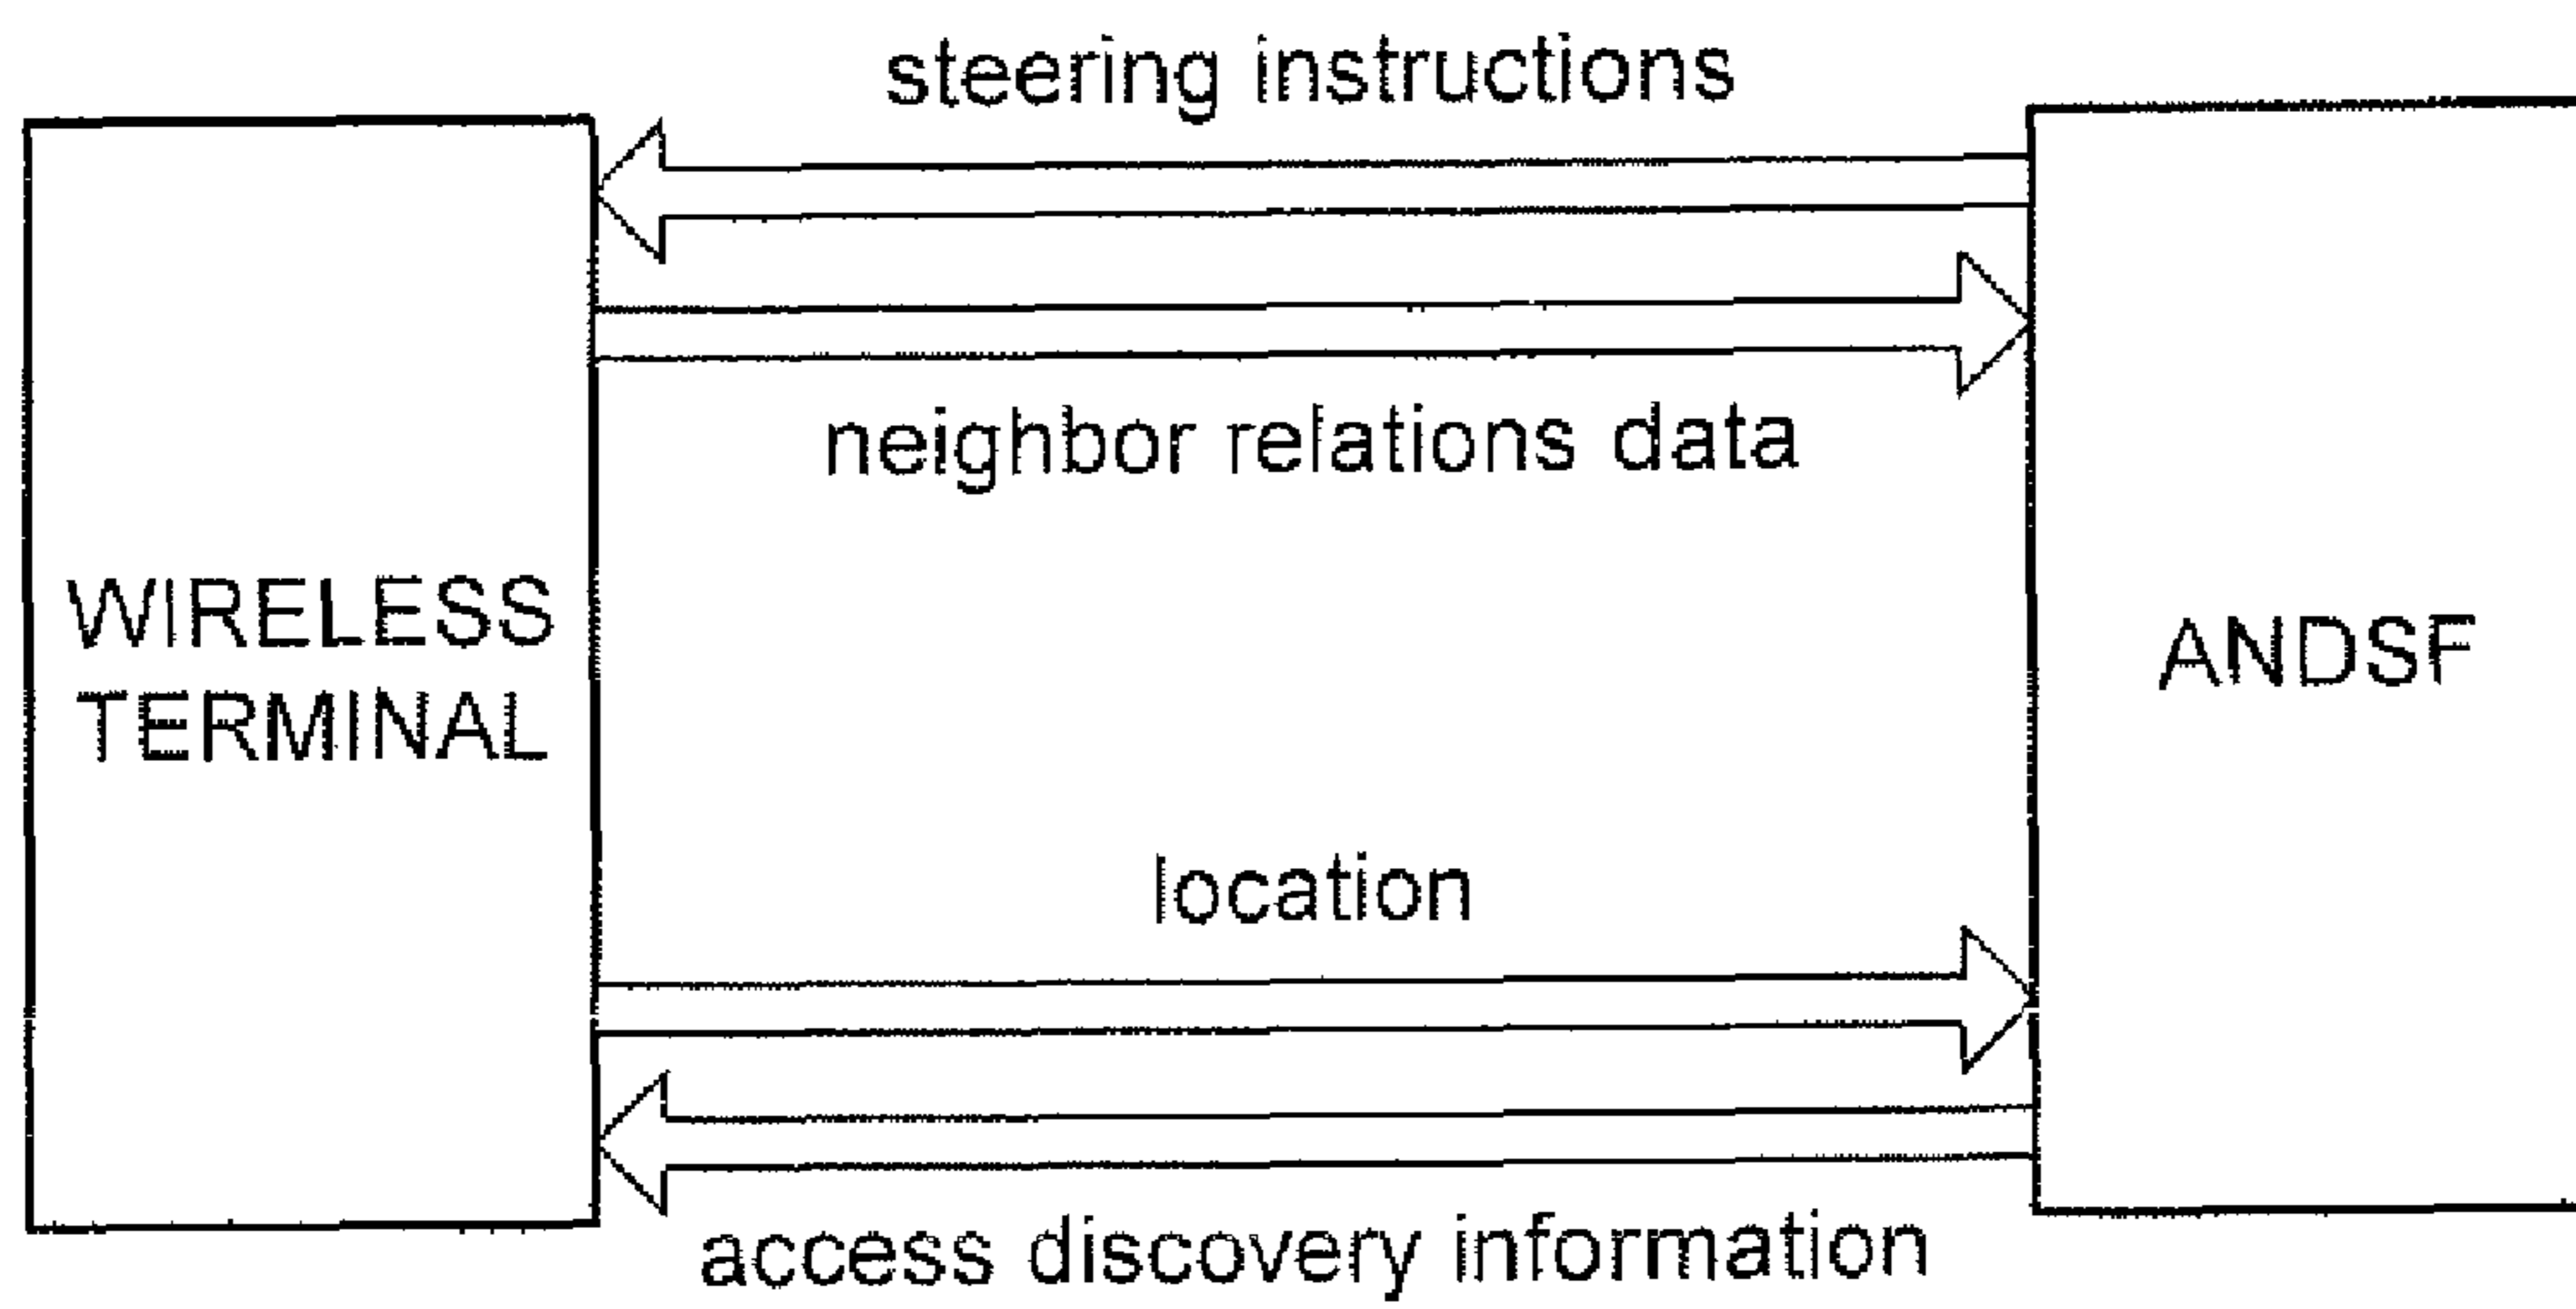 steering instructions
neighbor relations data
WIRELESS
TERMINAL
ANDSF
location
access discovery information